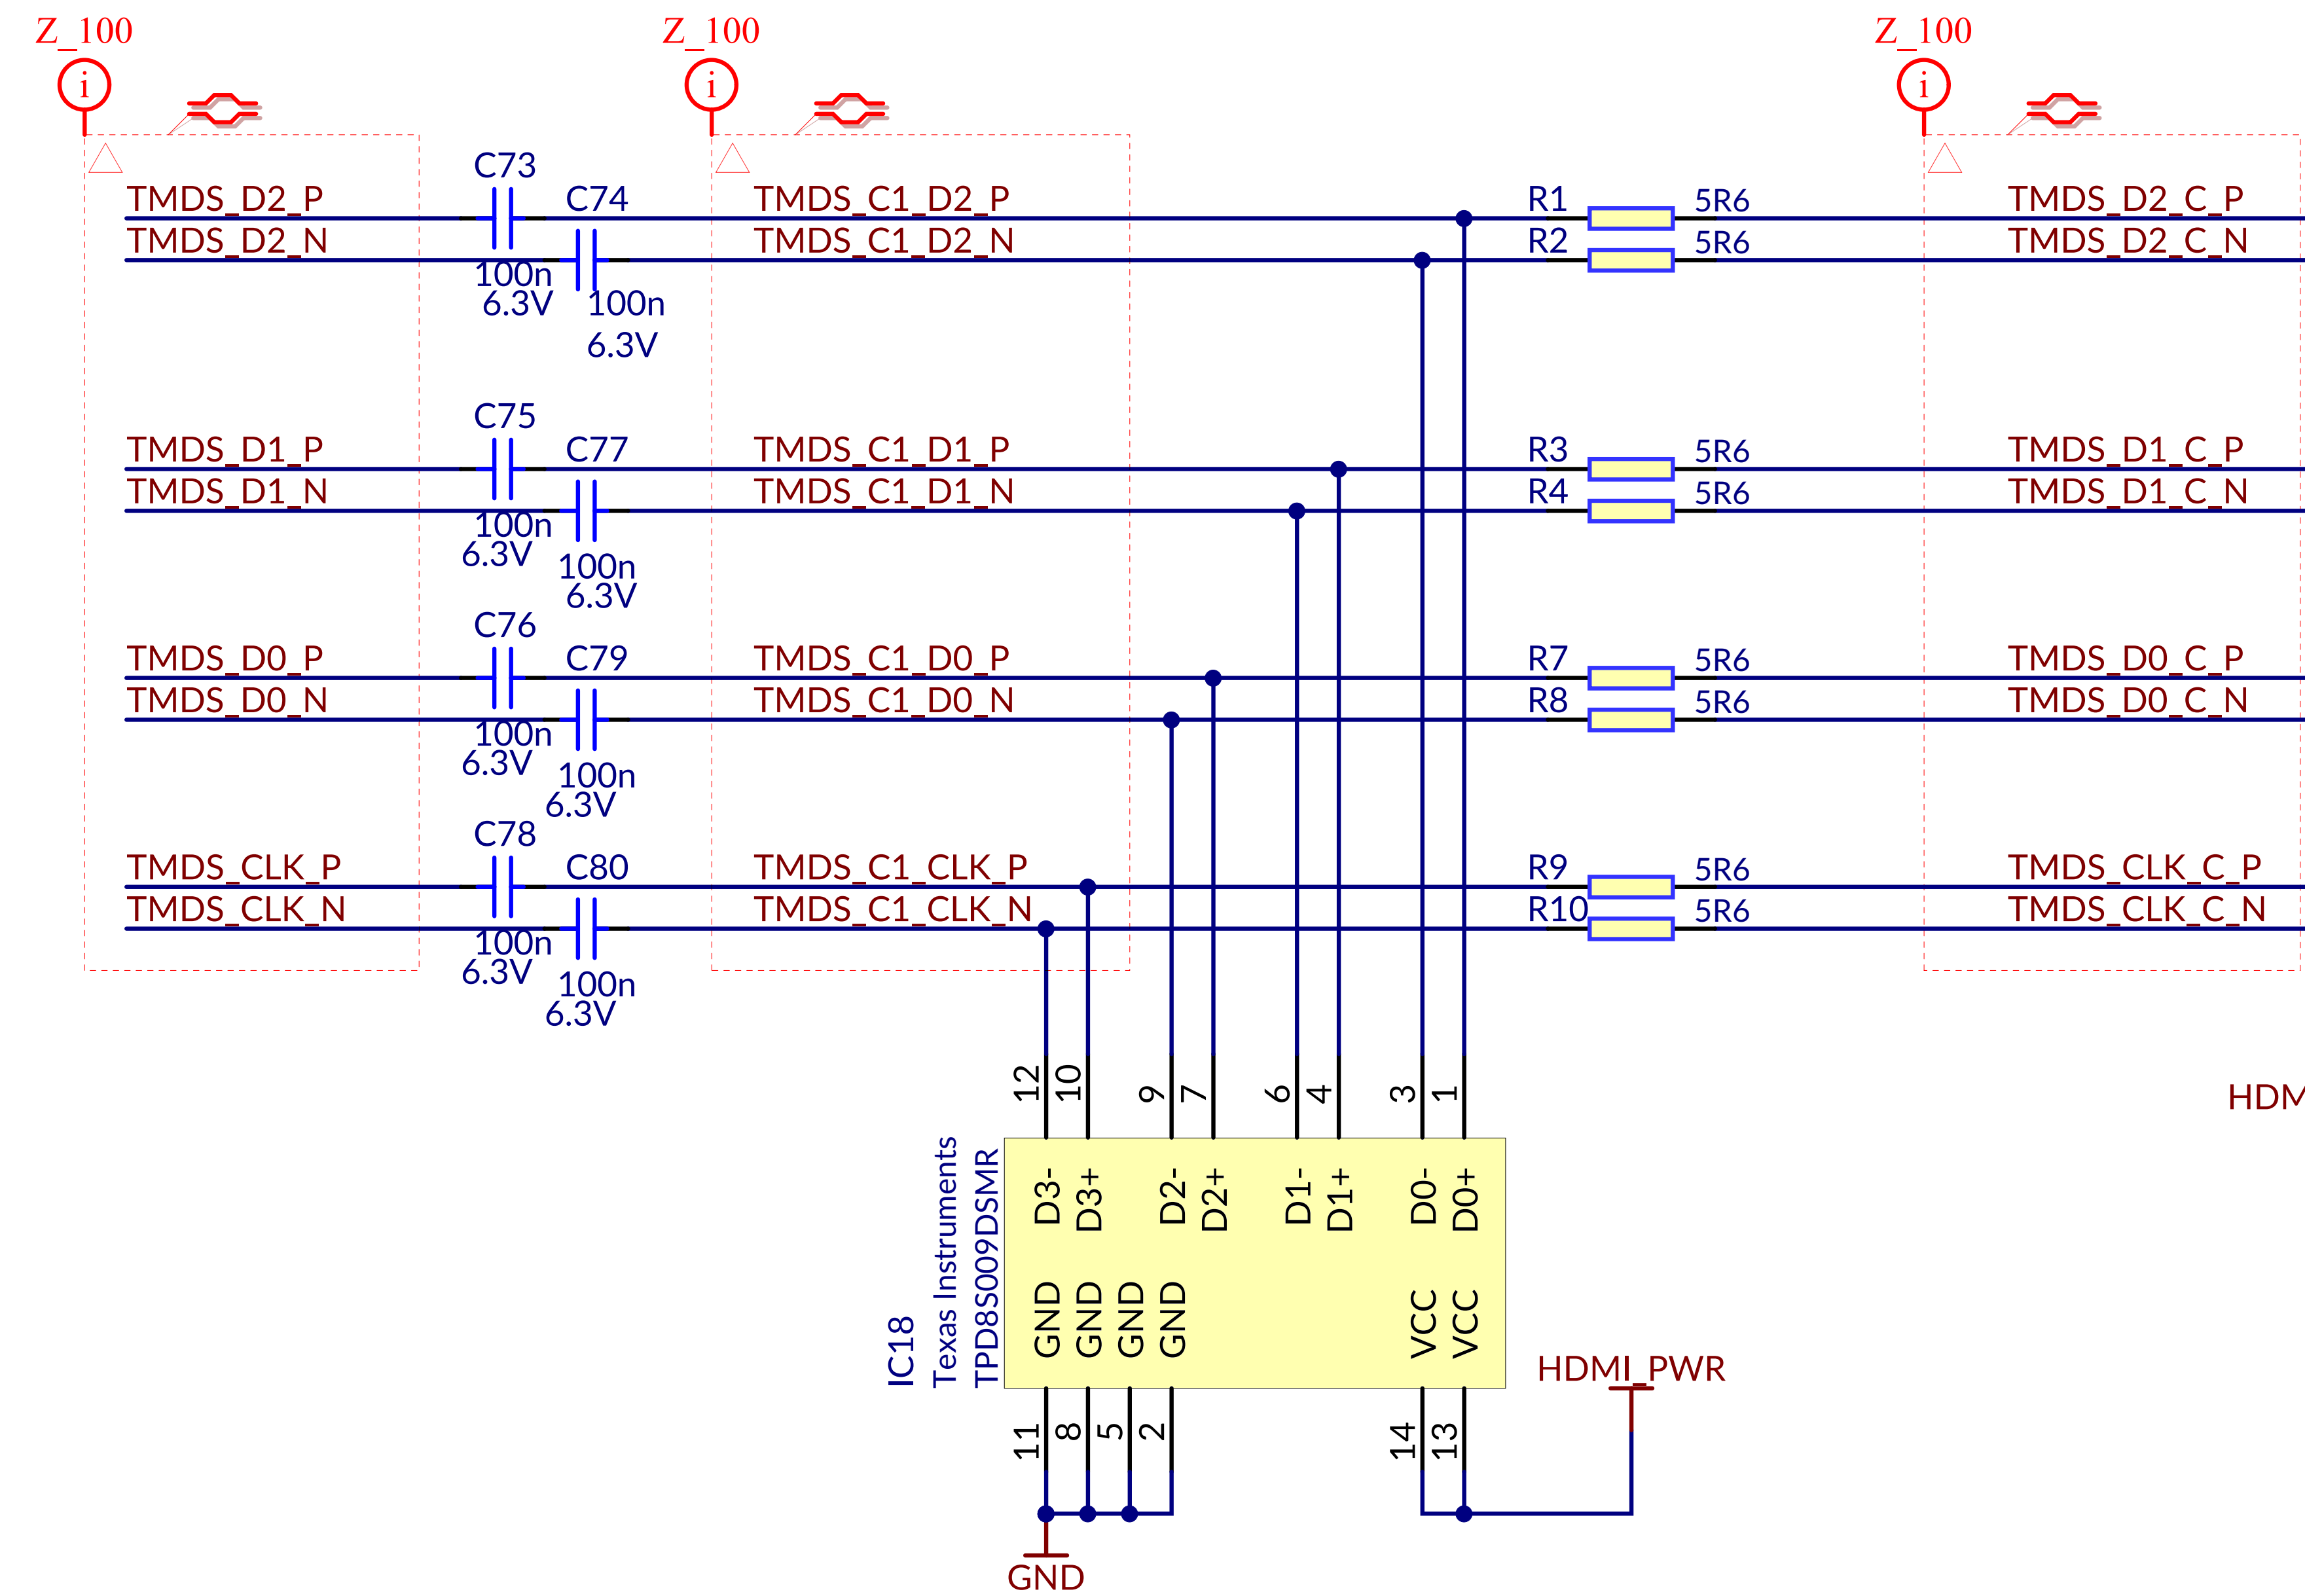 Z_100 Z_100 Z_100
i i i
C73
TMDS_D2_P C74 TMDS_C1_D2_P R1 5R6 TMDS_D2_C_P
TMDS_D2_N TMDS_C1_D2_N R2 5R6 TMDS_D2_C_N
100n
6.3V 100n
6.3V
C75
TMDS_D1_P C77 TMDS_C1_D1_P R3 5R6 TMDS_D1_C_P
TMDS_D1_N TMDS_C1_D1_N R4 5R6 TMDS_D1_C_N
100n
6.3V 100n
6.3V
C76
TMDS_D0_P C79 TMDS_C1_D0_P R7 5R6 TMDS_D0_C_P
TMDS_D0_N TMDS_C1_D0_N R8 5R6 TMDS_D0_C_N
100n
6.3V 100n
6.3V
C78
TMDS_CLK_P C80 TMDS_C1_CLK_P R9 5R6 TMDS_CLK_C_P
TMDS_CLK_N TMDS_C1_CLK_N R10 5R6 TMDS_CLK_C_N
100n
6.3V 100n
6.3V
12 10 9 7 6 4 3 1
D3- D3+ D2- D2+ D1- D1+ D0- D0+
GND GND GND GND VCC VCC
IC18
Texas Instruments
TPD8S009DSMR
HDMI_PWR
11 8 5 2 14 13
GND